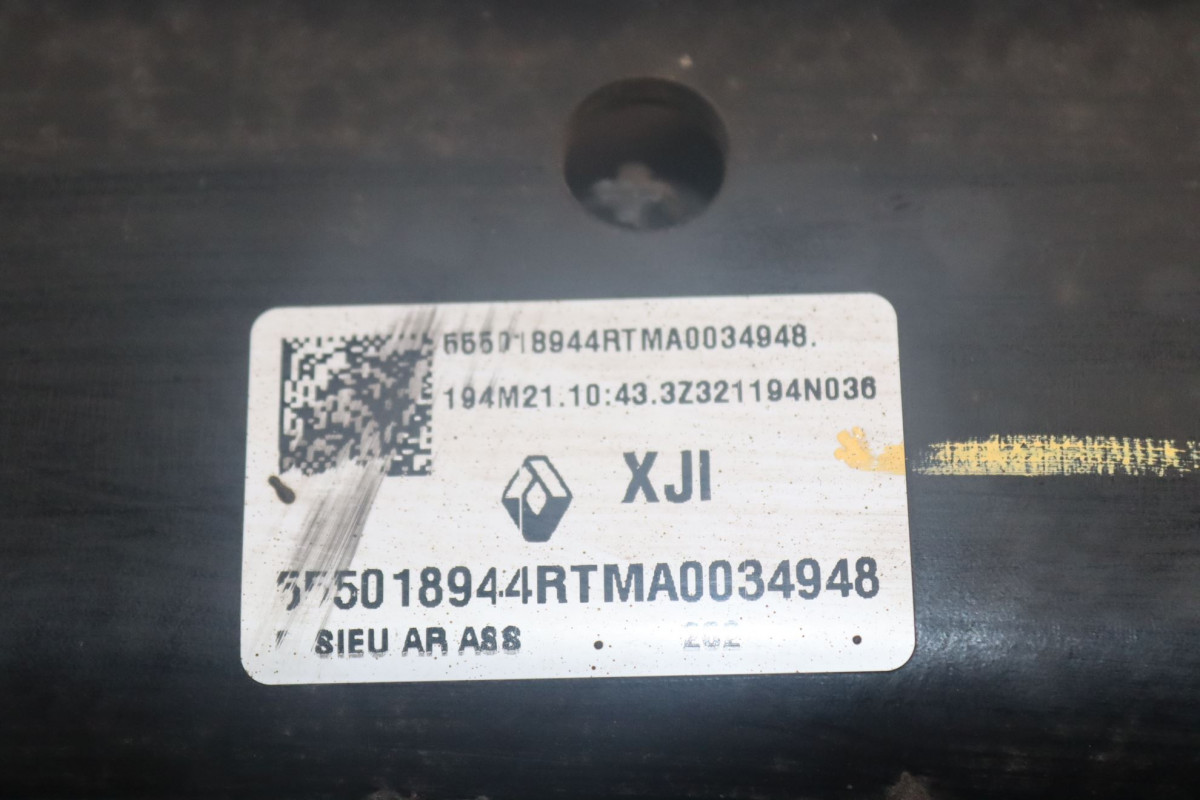 555018944RTMA0034948.
194M21.10:43.3Z321194N036
XJI
555018944RTMA0034948
SIEU AR ASS